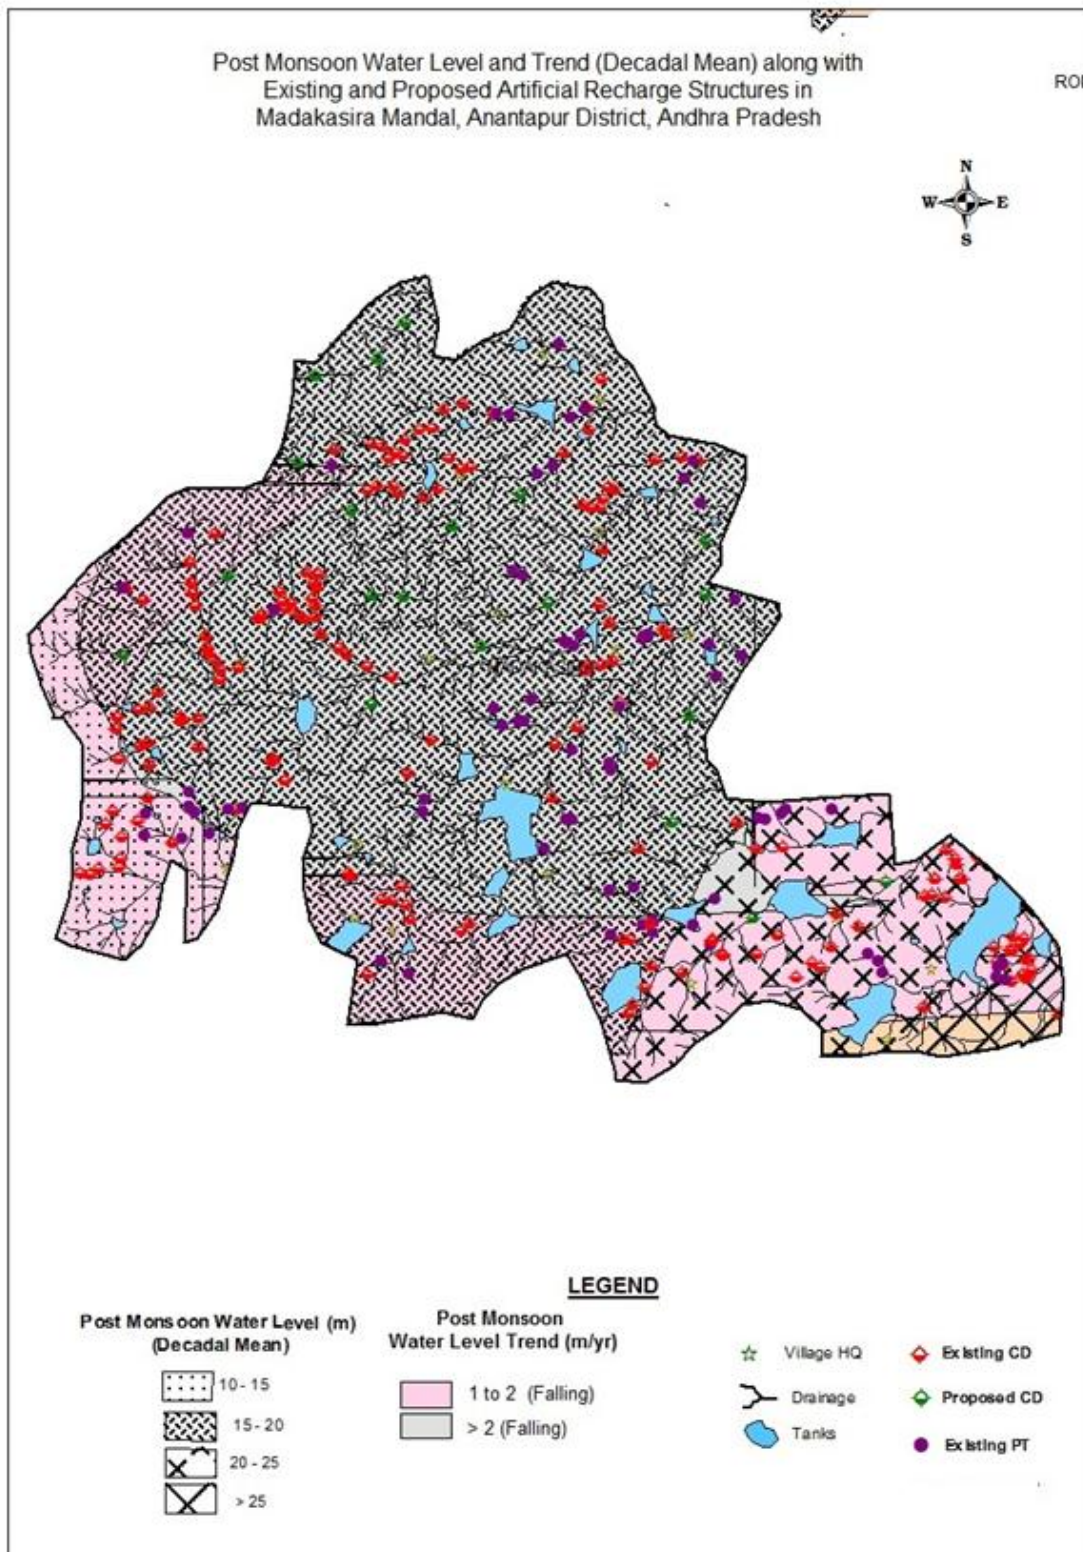 Post Monsoon Water Level and Trend (Decadal Mean) along with
Existing and Proposed Artificial Recharge Structures in
Madakasira Mandal, Anantapur District, Andhra Pradesh
N
W E
S
LEGEND
Post Monsoon Water Level (m)
(Decadal Mean)
10 - 15
15 - 20
20 - 25
> 25
Post Monsoon
Water Level Trend (m/yr)
1 to 2 (Falling)
> 2 (Falling)
Village HQ
Drainage
Tanks
Existing CD
Proposed CD
Existing PT